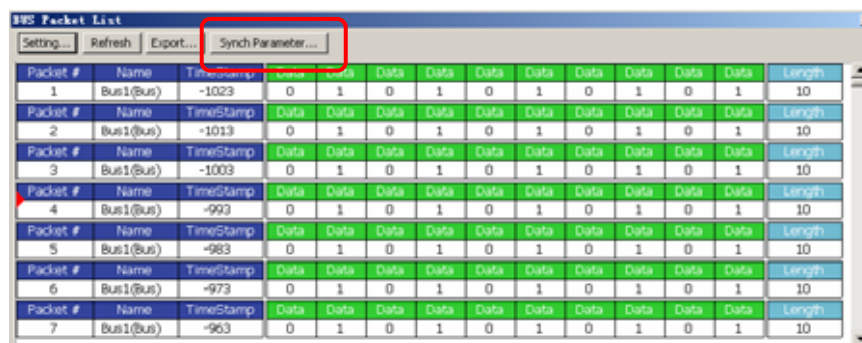 BUS Packet List
Setting... Refresh Export... Synch Parameter...
Packet # Name TimeStamp Data Data Data Data Data Data Data Data Data Data Length
1 Bus1(Bus) -1023 0 1 0 1 0 1 0 1 0 1 10
Packet # Name TimeStamp Data Data Data Data Data Data Data Data Data Data Length
2 Bus1(Bus) -1013 0 1 0 1 0 1 0 1 0 1 10
Packet # Name TimeStamp Data Data Data Data Data Data Data Data Data Data Length
3 Bus1(Bus) -1003 0 1 0 1 0 1 0 1 0 1 10
Packet # Name TimeStamp Data Data Data Data Data Data Data Data Data Data Length
4 Bus1(Bus) -993 0 1 0 1 0 1 0 1 0 1 10
Packet # Name TimeStamp Data Data Data Data Data Data Data Data Data Data Length
5 Bus1(Bus) -983 0 1 0 1 0 1 0 1 0 1 10
Packet # Name TimeStamp Data Data Data Data Data Data Data Data Data Data Length
6 Bus1(Bus) -973 0 1 0 1 0 1 0 1 0 1 10
Packet # Name TimeStamp Data Data Data Data Data Data Data Data Data Data Length
7 Bus1(Bus) -963 0 1 0 1 0 1 0 1 0 1 10